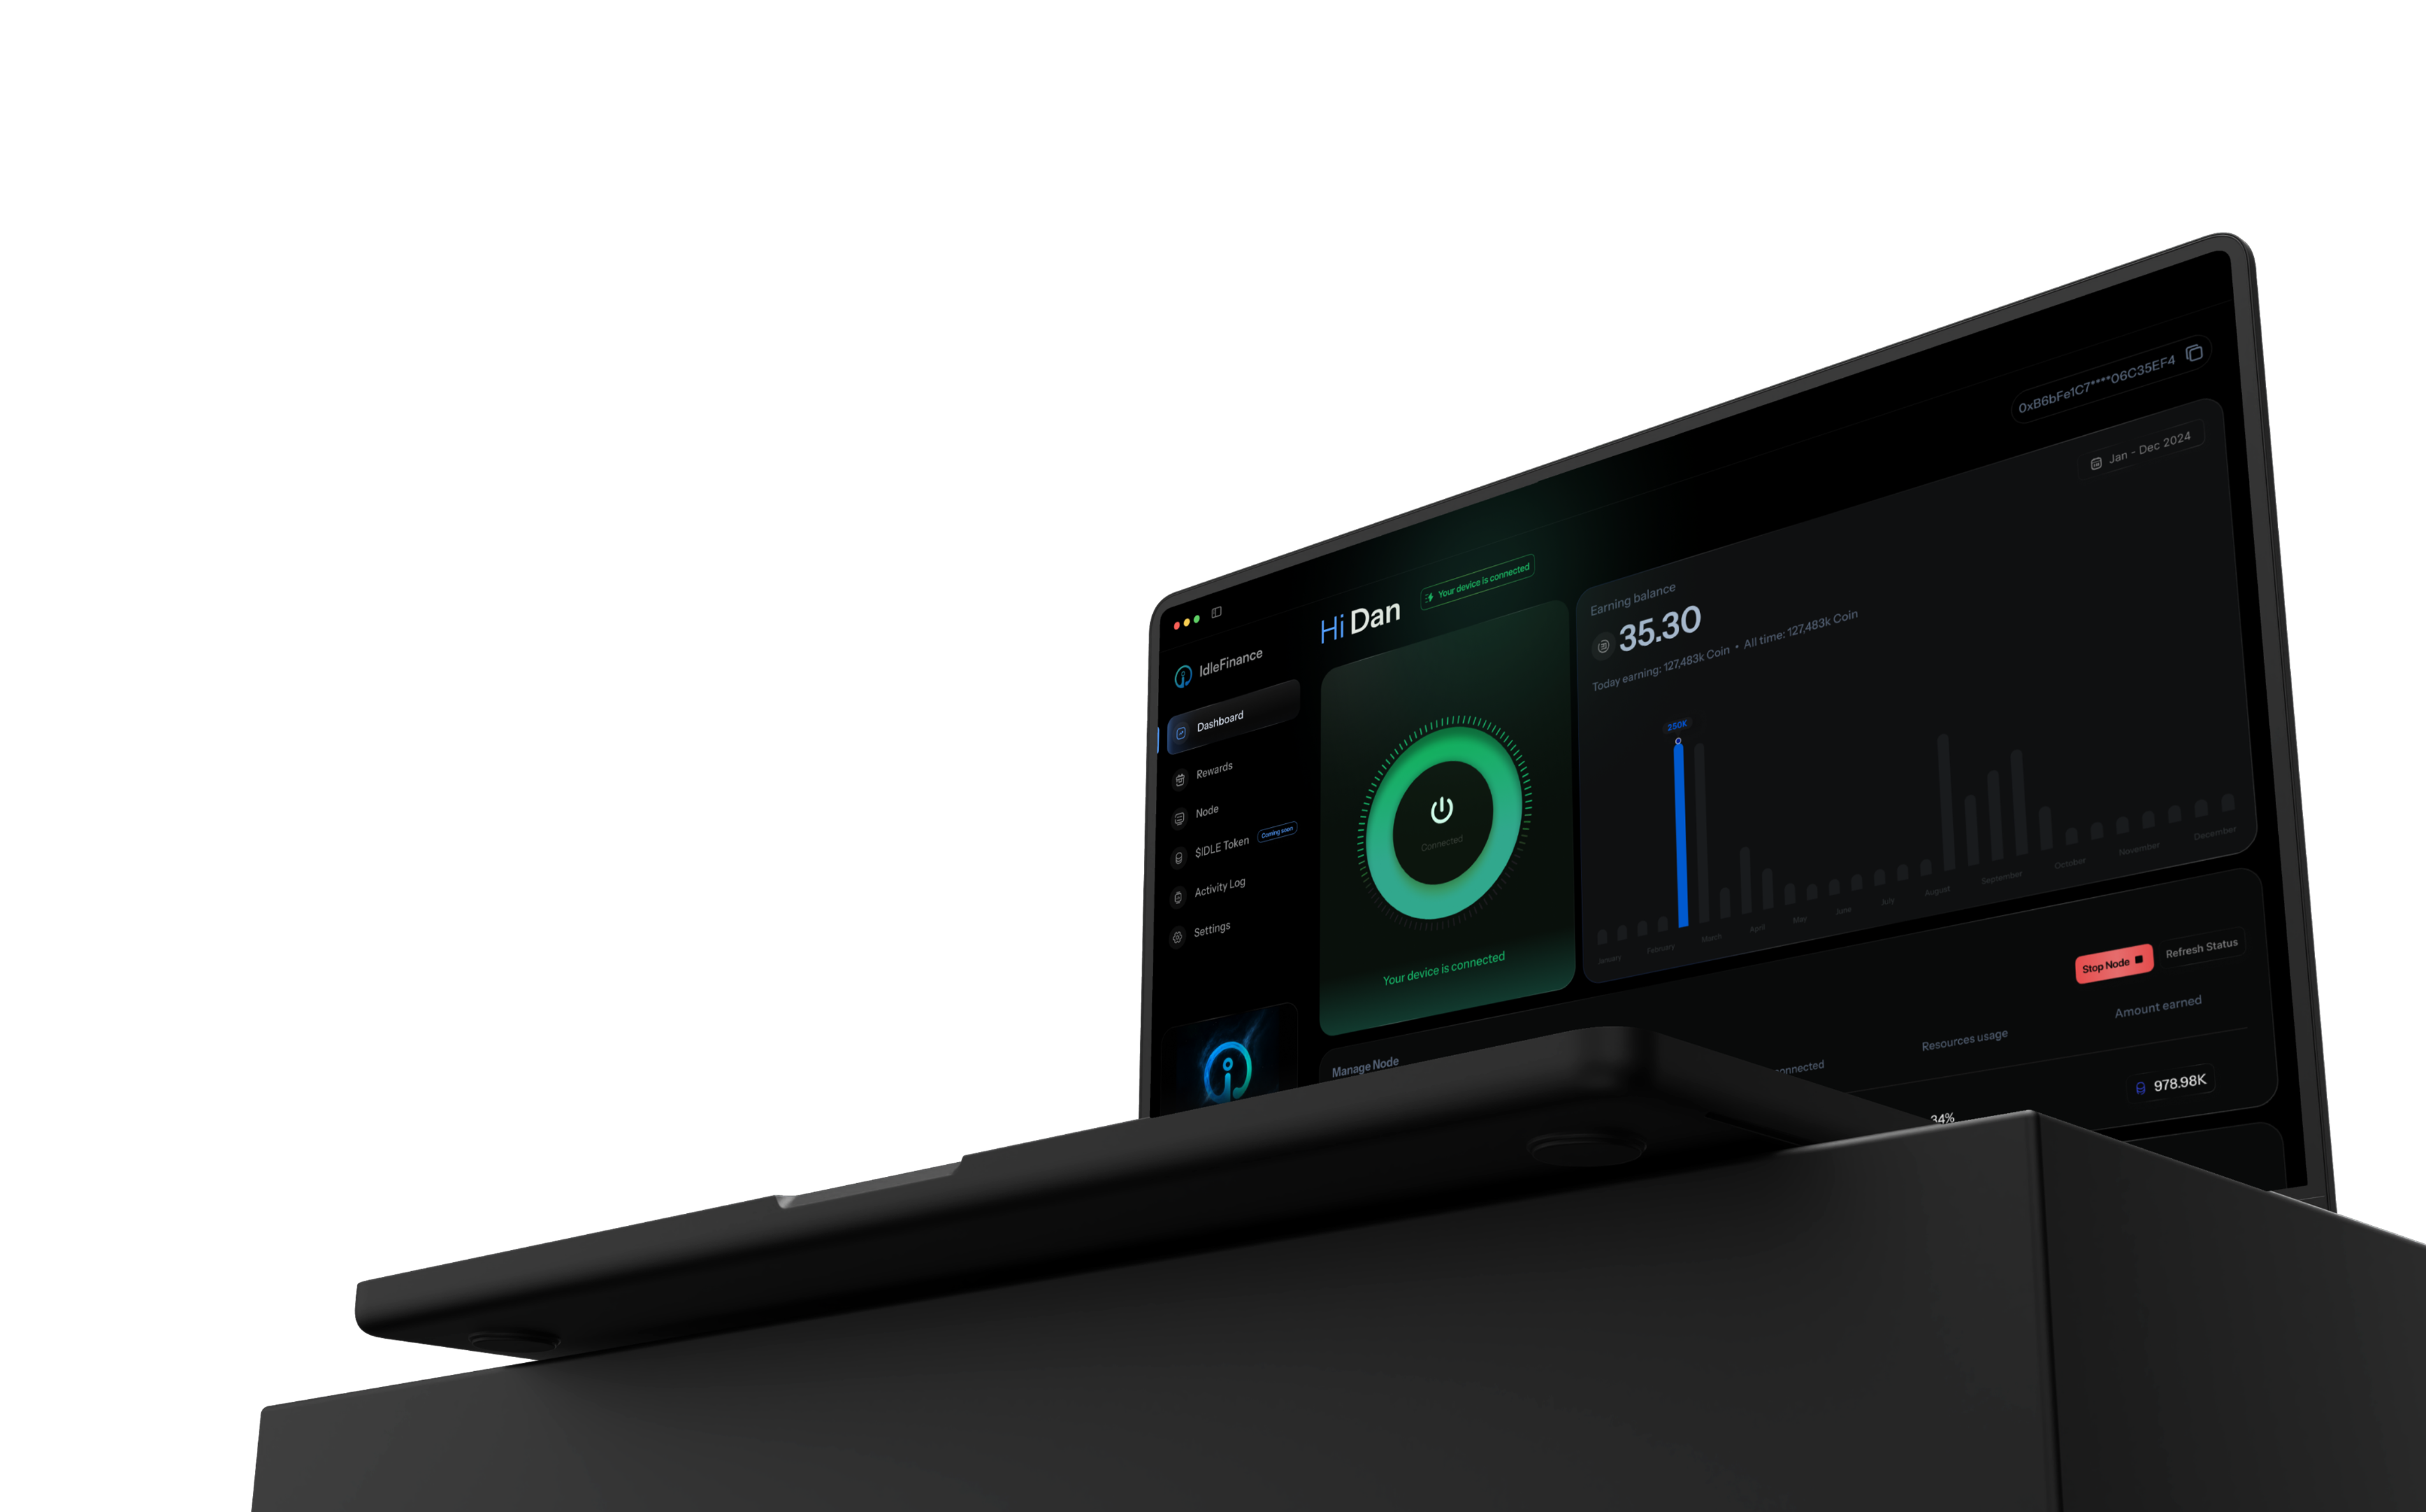 0xB6bFe1C7****06C35EF4
Hi Dan
Your device is connected
IdleFinance
Dashboard
Rewards
Node
$IDLE Token
Coming soon
Activity Log
Settings
Connected
Your device is connected
Earning balance
Jan - Dec 2024
35.30
Today earning: 127,483k Coin • All time: 127,483k Coin
250K
January
February
March
April
May
June
July
August
September
October
November
December
Manage Node
Stop Node
Refresh Status
Resources usage
Amount earned
34%
978.98K